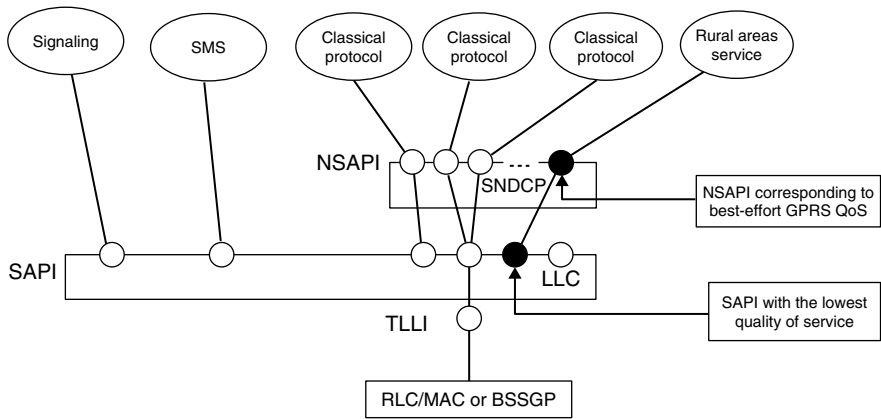 Signaling
SMS
Classical
protocol
Classical
protocol
Classical
protocol
Rural areas
service
NSAPI
...
SNDCP
NSAPI corresponding to
best-effort GPRS QoS
SAPI
LLC
SAPI with the lowest
quality of service
TLLI
RLC/MAC or BSSGP